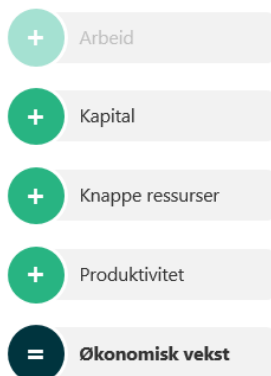 + Arbeid
+ Kapital
+ Knappe ressurser
+ Produktivitet
= Økonomisk vekst